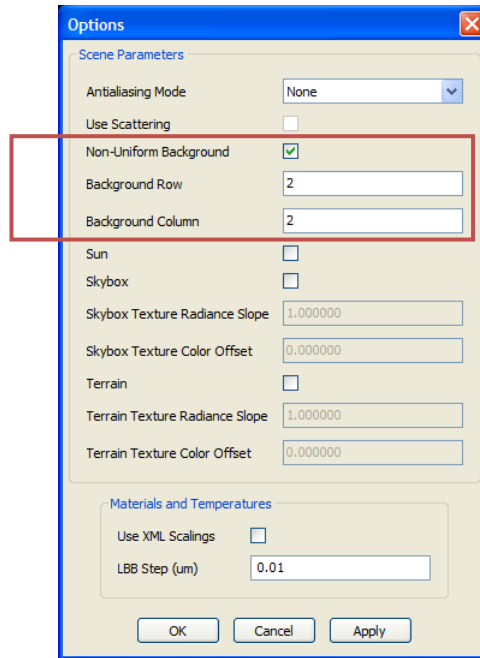 Options
Scene Parameters
Antialiasing Mode None
Use Scattering
Non-Uniform Background
Background Row 2
Background Column 2
Sun
Skybox
Skybox Texture Radiance Slope 1.000000
Skybox Texture Color Offset 0.000000
Terrain
Terrain Texture Radiance Slope 1.000000
Terrain Texture Color Offset 0.000000
Materials and Temperatures
Use XML Scalings
LBB Step (um) 0.01
OK Cancel Apply